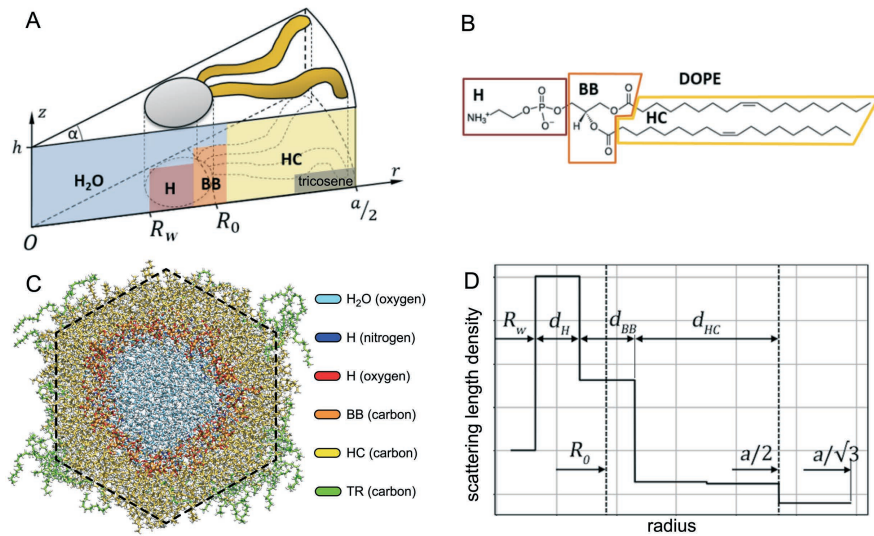 A
z
h
α
H₂O
H
BB
HC
tricosene
r
O
R_w
R_0
a/2
B
H
BB
DOPE
HC
NH₃⁺
O
P
O
O⁻
O
H
O
O
O
C
H₂O (oxygen)
H (nitrogen)
H (oxygen)
BB (carbon)
HC (carbon)
TR (carbon)
D
scattering length density
R_w
d_H
d_BB
d_HC
R_0
a/2
a/√3
radius